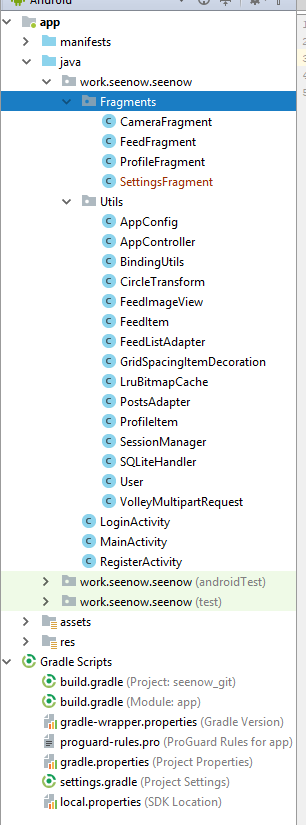 Android
app
manifests
java
work.seenow.seenow
Fragments
CameraFragment
FeedFragment
ProfileFragment
SettingsFragment
Utils
AppConfig
AppController
BindingUtils
CircleTransform
FeedImageView
FeedItem
FeedListAdapter
GridSpacingItemDecoration
LruBitmapCache
PostsAdapter
ProfileItem
SessionManager
SQLiteHandler
User
VolleyMultipartRequest
LoginActivity
MainActivity
RegisterActivity
work.seenow.seenow (androidTest)
work.seenow.seenow (test)
assets
res
Gradle Scripts
build.gradle (Project: seenow_git)
build.gradle (Module: app)
gradle-wrapper.properties (Gradle Version)
proguard-rules.pro (ProGuard Rules for app)
gradle.properties (Project Properties)
settings.gradle (Project Settings)
local.properties (SDK Location)